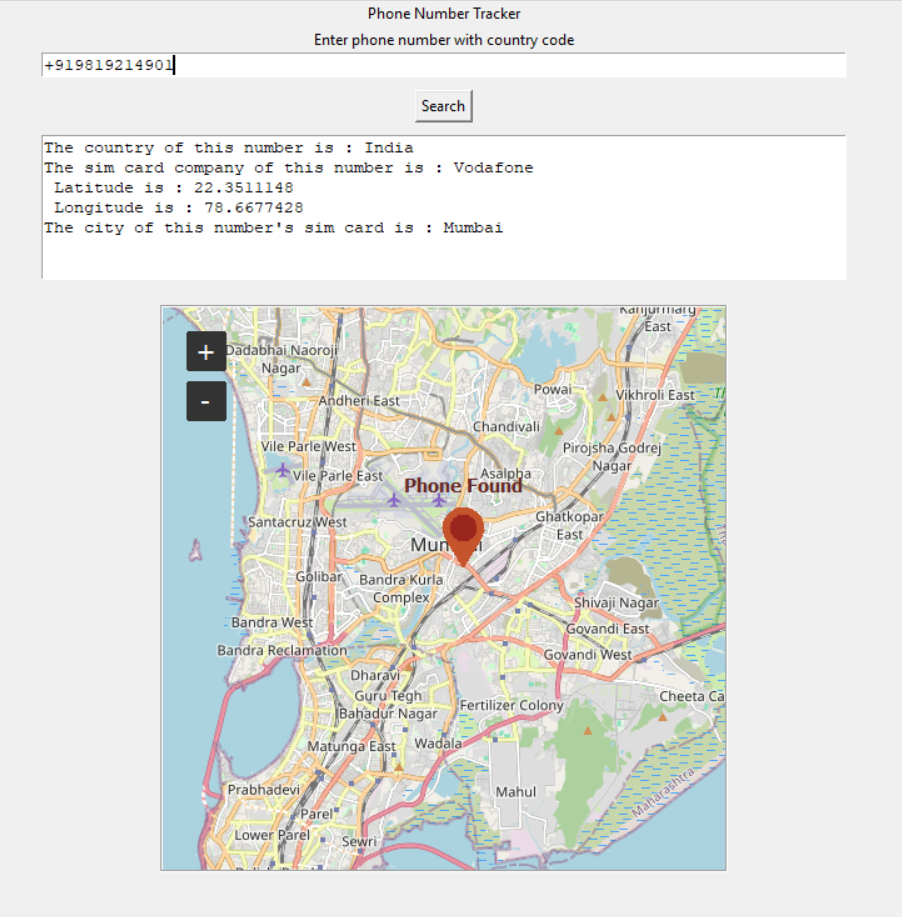 Phone Number Tracker
Enter phone number with country code
+919819214901
Search
The country of this number is : India
The sim card company of this number is : Vodafone
Latitude is : 22.3511148
Longitude is : 78.6677428
The city of this number's sim card is : Mumbai
Kanjurmarg
East
+
Dadabhai Naoroji
Nagar
-
Powai
Vikhroli East
Andheri East
Chandivali
Vile Parle West
Pirojsha Godrej
Nagar
Vile Parle East
Asalpha
Phone Found
Santacruz West
Ghatkopar
East
Golibar
Bandra Kurla
Complex
Shivaji Nagar
Bandra West
Govandi East
Bandra Reclamation
Govandi West
Dharavi
Guru Tegh
Bahadur Nagar
Cheeta Ca
Fertilizer Colony
Matunga East
Wadala
Prabhadevi
Mahul
Maharashtra
Parel
Lower Parel
Sewri